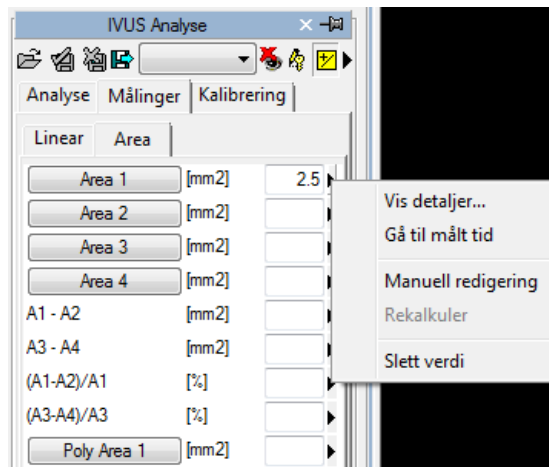 IVUS Analyse
Analyse Målinger Kalibrering
Linear Area
Area 1 [mm2] 2.5
Area 2 [mm2]
Area 3 [mm2]
Area 4 [mm2]
A1 - A2 [mm2]
A3 - A4 [mm2]
(A1-A2)/A1 [%]
(A3-A4)/A3 [%]
Poly Area 1 [mm2]
Vis detaljer...
Gå til målt tid
Manuell redigering
Rekalkuler
Slett verdi